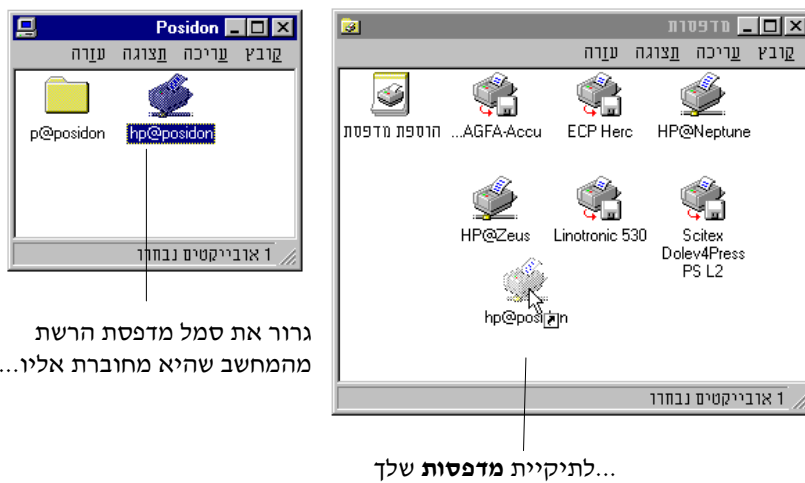 Posidon
קובץ עריכה תצוגה עזרה
p@posidon
hp@posidon
1 אובייקטים נבחרו
גרור את סמל מדפסת הרשת
מהמחשב שהיא מחוברת אליו...
מדפסות
קובץ עריכה תצוגה עזרה
הוספת מדפסת
AGFA-Accu...
ECP Herc
HP@Neptune
HP@Zeus
Linotronic 530
Scitex
Dolev4Press
PS L2
hp@posidon
1 אובייקטים נבחרו
...לתיקיית מדפסות שלך